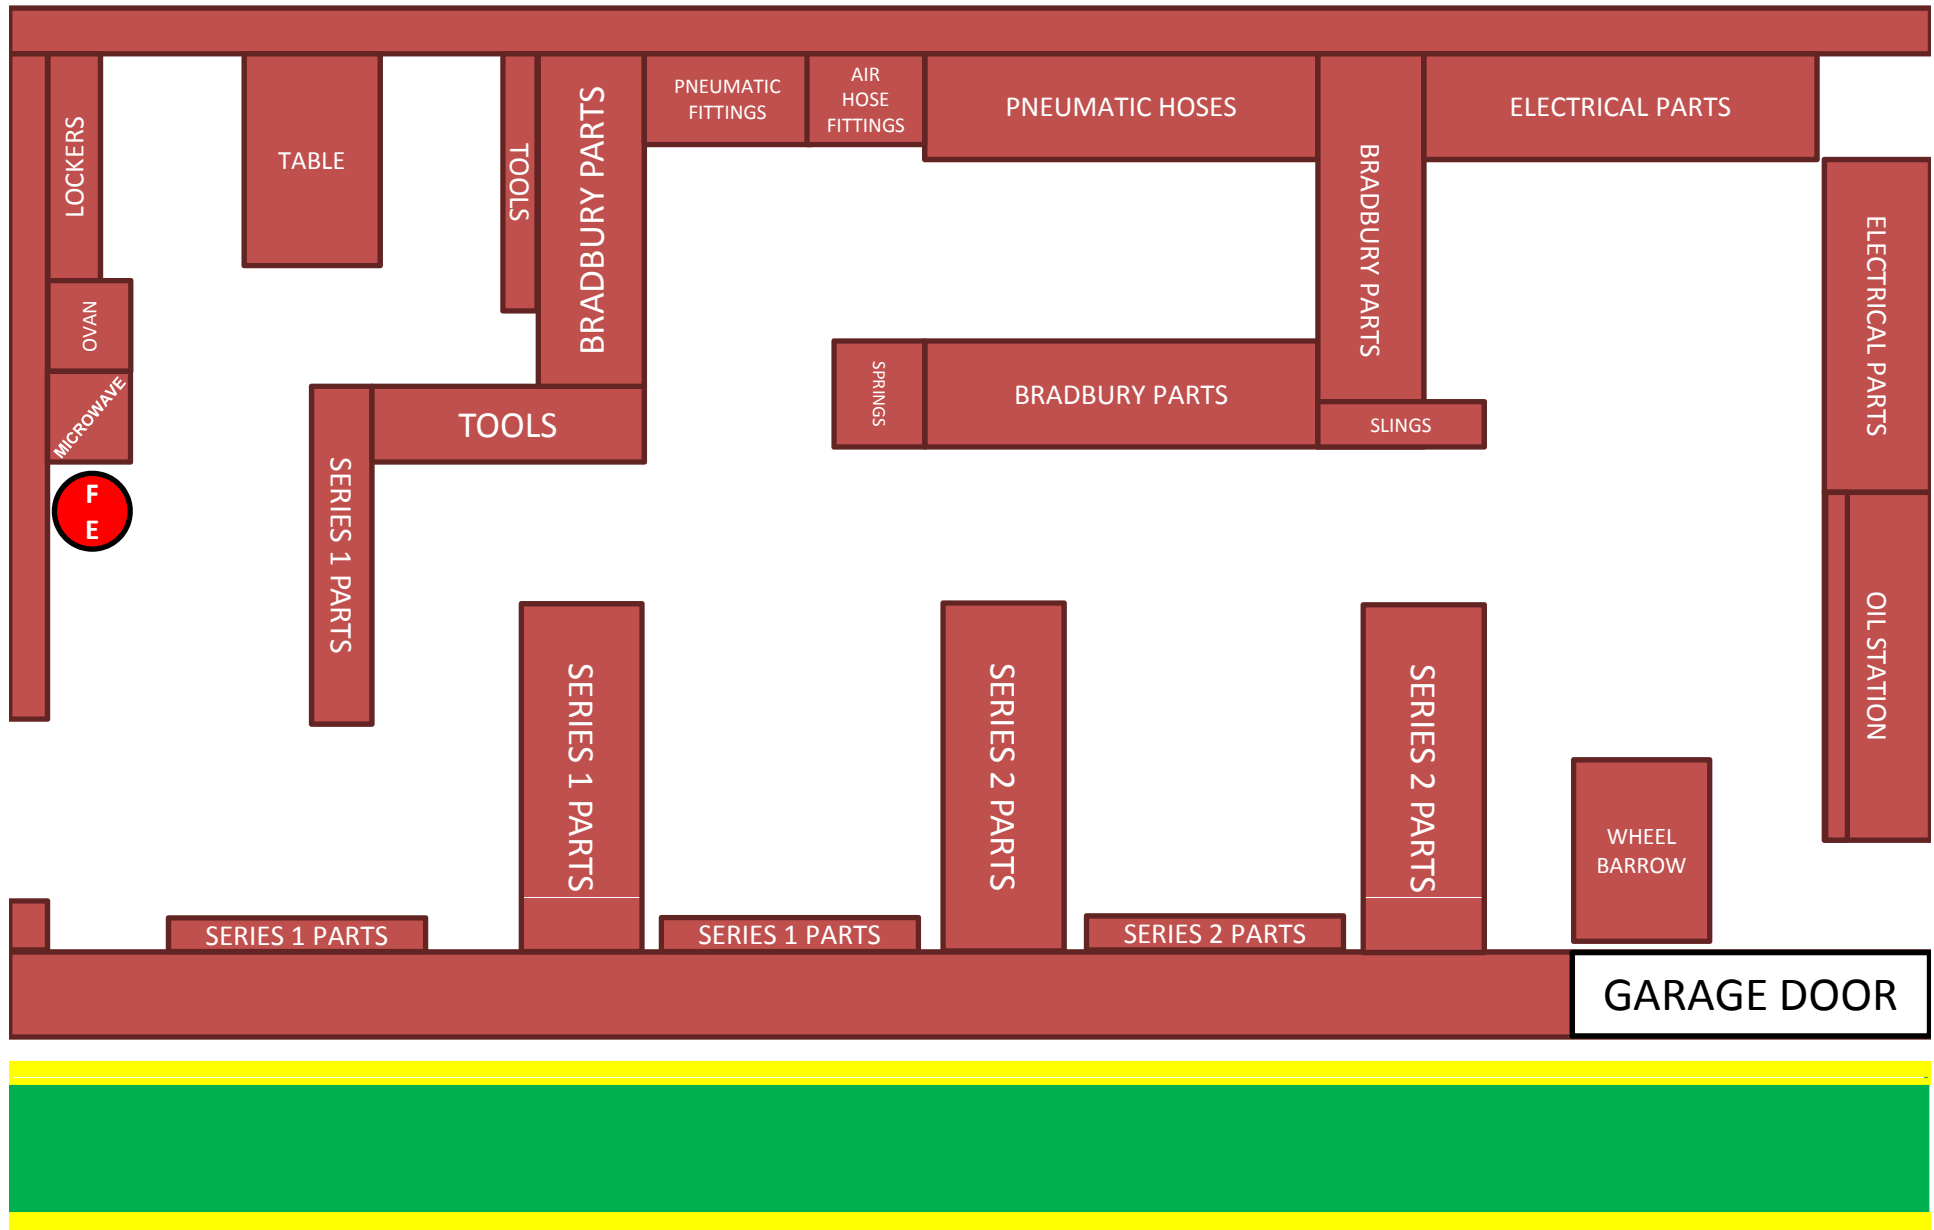 LOCKERS
TABLE
TOOLS
BRADBURY PARTS
PNEUMATIC
FITTINGS
AIR
HOSE
FITTINGS
PNEUMATIC HOSES
BRADBURY PARTS
ELECTRICAL PARTS
ELECTRICAL PARTS
OVAN
MICROWAVE
F
E
SERIES 1 PARTS
TOOLS
SPRINGS
BRADBURY PARTS
SLINGS
OIL STATION
SERIES 1 PARTS
SERIES 2 PARTS
SERIES 2 PARTS
WHEEL
BARROW
SERIES 1 PARTS
SERIES 1 PARTS
SERIES 2 PARTS
GARAGE DOOR